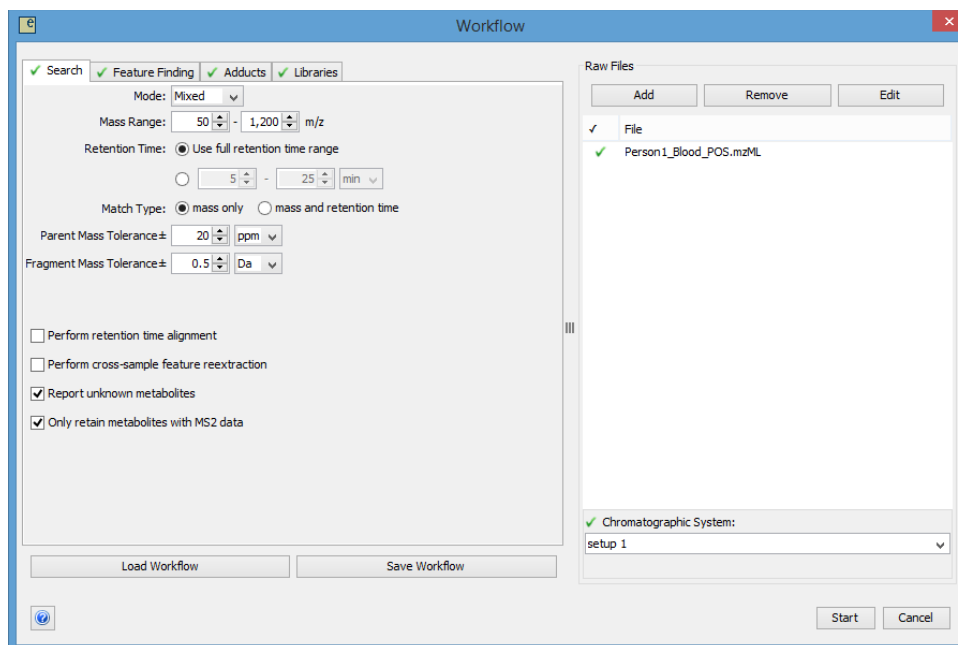 e
Workflow
Search Feature Finding Adducts Libraries
Mode: Mixed
Mass Range: 50 - 1,200 m/z
Retention Time: Use full retention time range
5 - 25 min
Match Type: mass only mass and retention time
Parent Mass Tolerance± 20 ppm
Fragment Mass Tolerance± 0.5 Da
Perform retention time alignment
Perform cross-sample feature reextraction
Report unknown metabolites
Only retain metabolites with MS2 data
Load Workflow Save Workflow
Raw Files
Add Remove Edit
✓ File
Person1_Blood_POS.mzML
Chromatographic System:
setup 1
?
Start Cancel